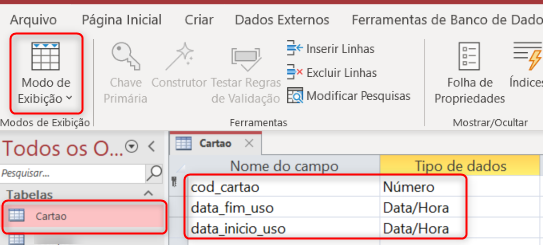 Arquivo Página Inicial Criar Dados Externos Ferramentas de Banco de Dado
Modo de
Exibição
Chave
Primária
Construtor
Testar Regras
de Validação
Inserir Linhas
Excluir Linhas
Modificar Pesquisas
Folha de
Propriedades
Índices
Modos de Exibição
Ferramentas
Mostrar/Ocultar
Todos os O...
Pesquisar...
Tabelas
Cartao
Cartao
Nome do campo Tipo de dados
cod_cartao Número
data_fim_uso Data/Hora
data_inicio_uso Data/Hora